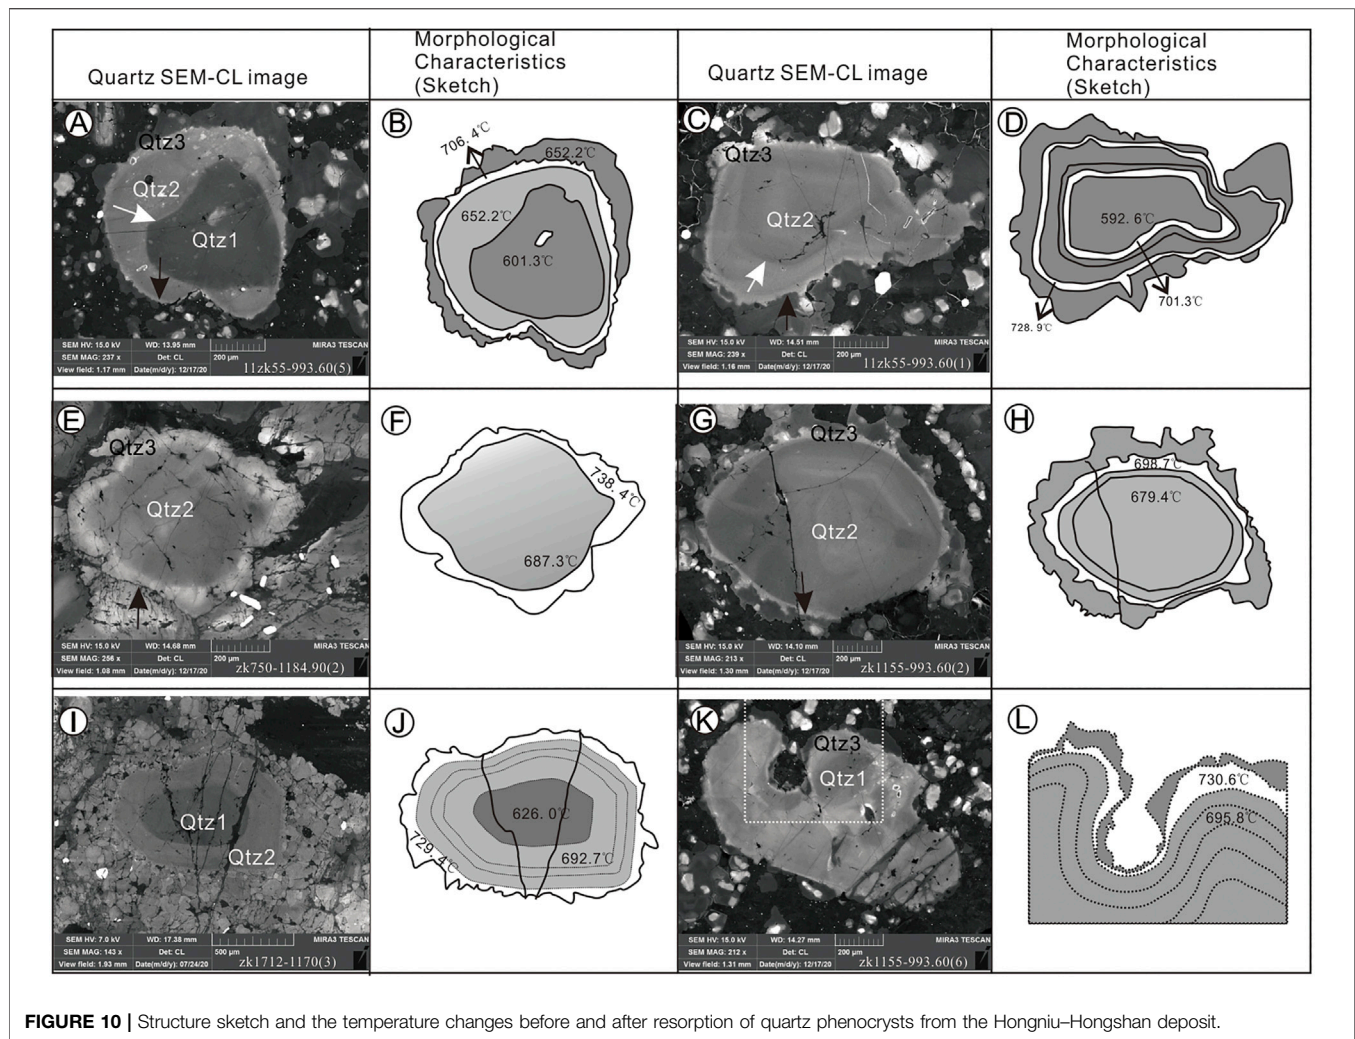 Quartz SEM-CL image
Morphological
Characteristics
(Sketch)
Quartz SEM-CL image
Morphological
Characteristics
(Sketch)
A
Qtz3
Qtz2
Qtz1
SEM HV: 15.0 kV WD: 13.95 mm MIRA3 TESCAN
SEM MAG: 237 x Det: CL 200 μm
View field: 1.17 mm Date(m/d/y): 12/17/20 11zk55-993.60(5)
B
706.4℃
652.2℃
652.2℃
601.3℃
C
Qtz3
Qtz2
SEM HV: 15.0 kV WD: 14.51 mm MIRA3 TESCAN
SEM MAG: 239 x Det: CL 200 μm
View field: 1.16 mm Date(m/d/y): 12/17/20 11zk55-993.60(1)
D
592. 6℃
701.3℃
728. 9℃
E
Qtz3
Qtz2
SEM HV: 15.0 kV WD: 14.68 mm MIRA3 TESCAN
SEM MAG: 256 x Det: CL 200 μm
View field: 1.08 mm Date(m/d/y): 12/17/20 zk750-1184.90(2)
F
738. 4℃
687.3℃
G
Qtz3
Qtz2
SEM HV: 15.0 kV WD: 14.10 mm MIRA3 TESCAN
SEM MAG: 213 x Det: CL 200 μm
View field: 1.30 mm Date(m/d/y): 12/17/20 zk1155-993.60(2)
H
698.7℃
679.4℃
I
Qtz1
Qtz2
SEM HV: 7.0 kV WD: 17.38 mm MIRA3 TESCAN
SEM MAG: 143 x Det: CL 500 μm
View field: 1.93 mm Date(m/d/y): 07/24/20 zk1712-1170(3)
J
626. 0℃
729.4℃
692.7℃
K
Qtz3
Qtz1
SEM HV: 15.0 kV WD: 14.27 mm MIRA3 TESCAN
SEM MAG: 212 x Det: CL 200 μm
View field: 1.31 mm Date(m/d/y): 12/17/20 zk1155-993.60(6)
L
730.6℃
695.8℃
FIGURE 10 | Structure sketch and the temperature changes before and after resorption of quartz phenocrysts from the Hongniu–Hongshan deposit.